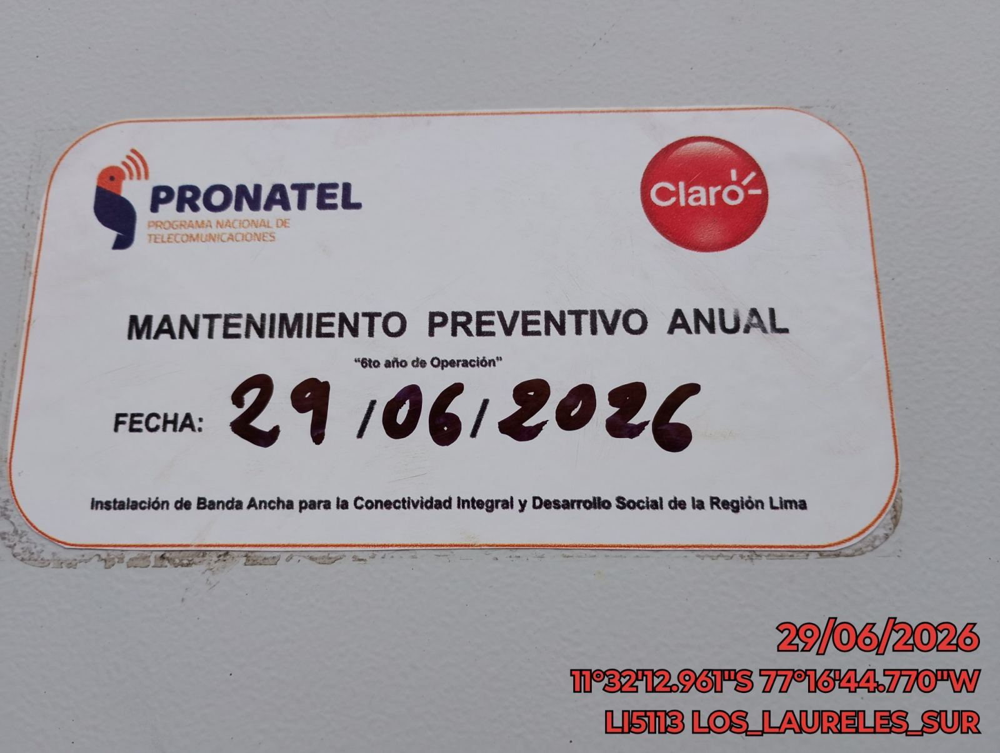 PRONATEL
PROGRAMA NACIONAL DE
TELECOMUNICACIONES
Claro
MANTENIMIENTO PREVENTIVO ANUAL
"6to año de Operación"
FECHA: 29/06/2026
Instalación de Banda Ancha para la Conectividad Integral y Desarrollo Social de la Región Lima
29/06/2026
11°32'12.961"S 77°16'44.770"W
LI5113 LOS_LAURELES_SUR